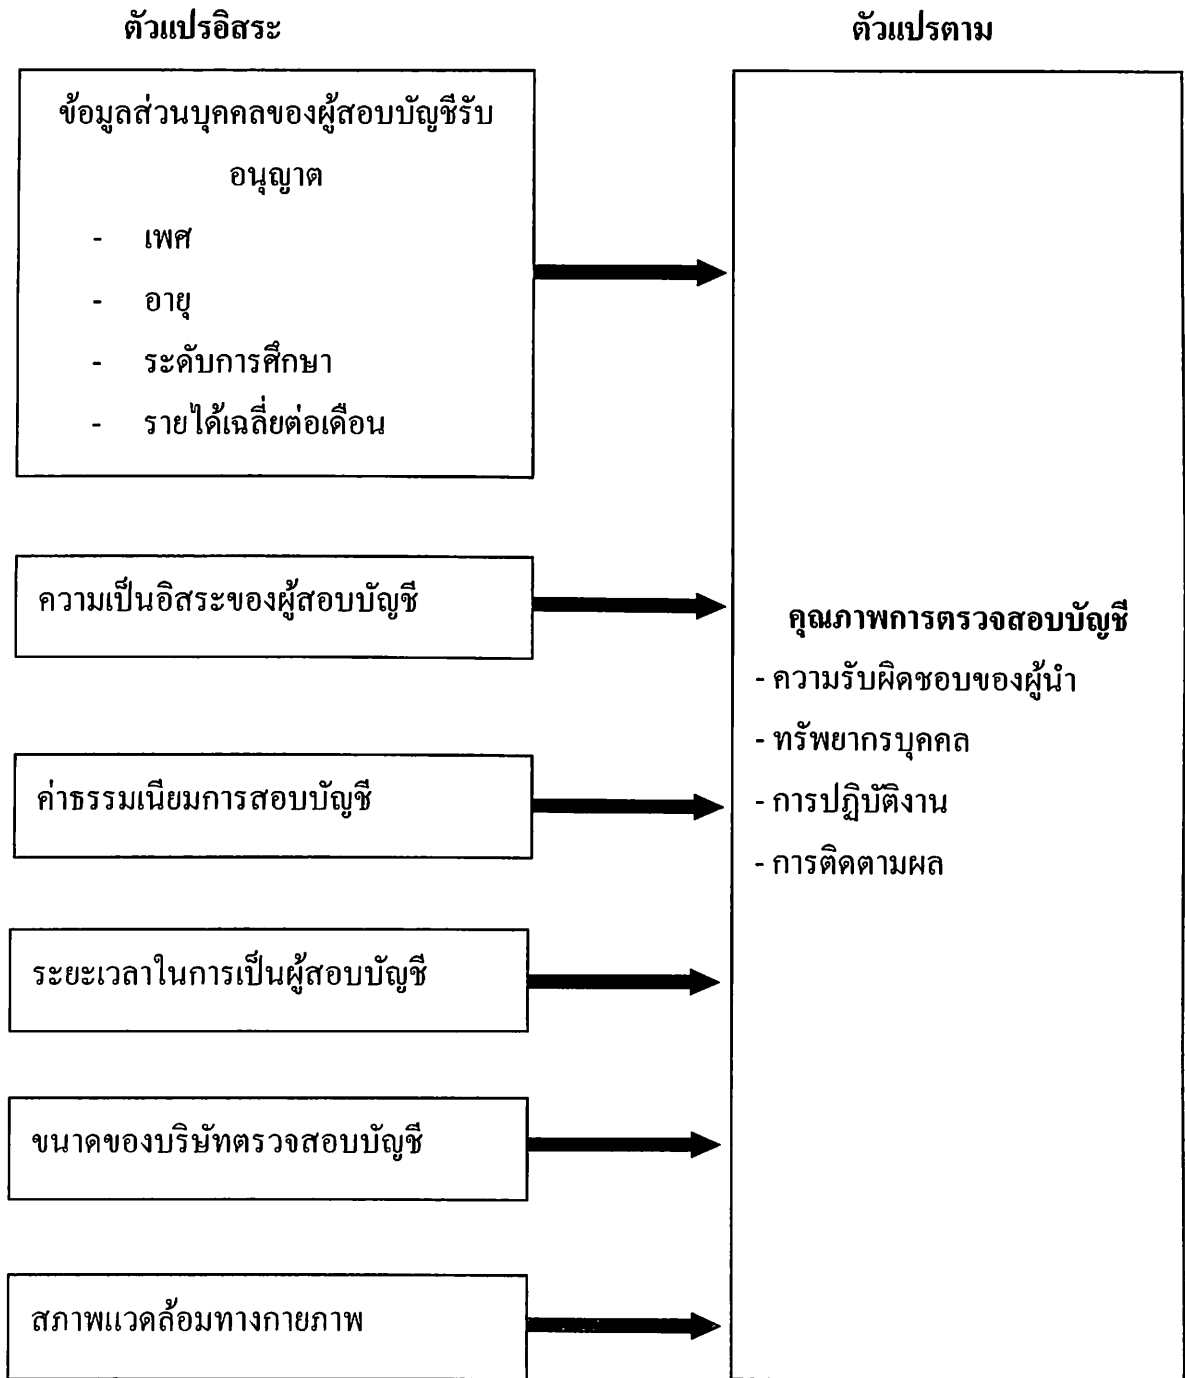 ตัวแปรอิสระ
ตัวแปรตาม
ข้อมูลส่วนบุคคลของผู้สอบบัญชีรับ
อนุญาต
- เพศ
- อายุ
- ระดับการศึกษา
- รายได้เฉลี่ยต่อเดือน
ความเป็นอิสระของผู้สอบบัญชี
ค่าธรรมเนียมการสอบบัญชี
ระยะเวลาในการเป็นผู้สอบบัญชี
ขนาดของบริษัทตรวจสอบบัญชี
สภาพแวดล้อมทางกายภาพ
คุณภาพการตรวจสอบบัญชี
- ความรับผิดชอบของผู้นำ
- ทรัพยากรบุคคล
- การปฏิบัติงาน
- การติดตามผล